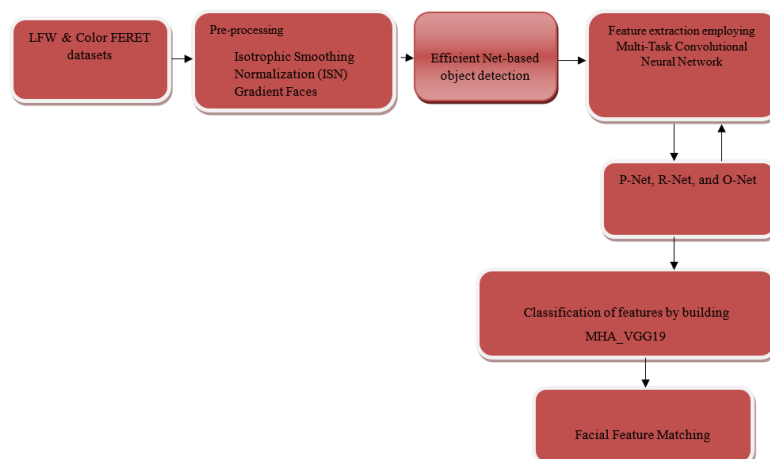 LFW & Color FERET
datasets
Pre-processing
Isotrophic Smoothing
Normalization (ISN)
Gradient Faces
Efficient Net-based
object detection
Feature extraction employing
Multi-Task Convolutional
Neural Network
P-Net, R-Net, and O-Net
Classification of features by building
MHA_VGG19
Facial Feature Matching